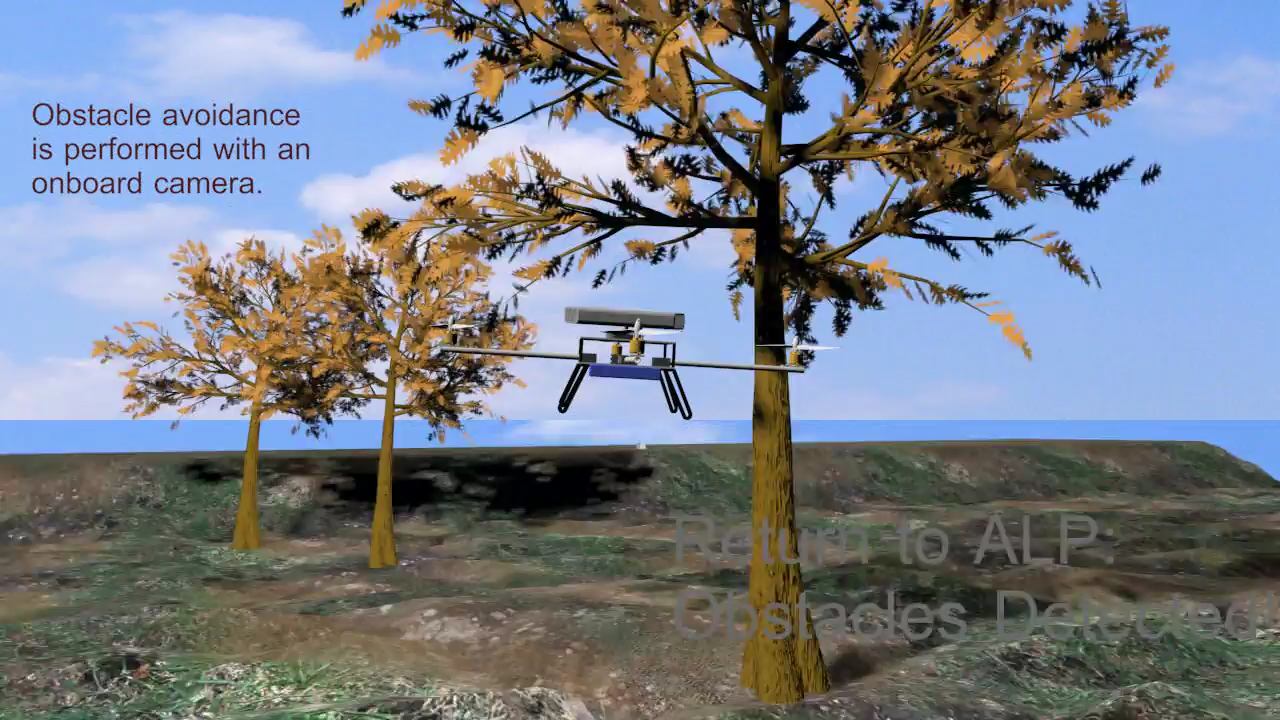 Obstacle avoidance
is performed with an
onboard camera.
Return to ALP:
Obstacles Detected!